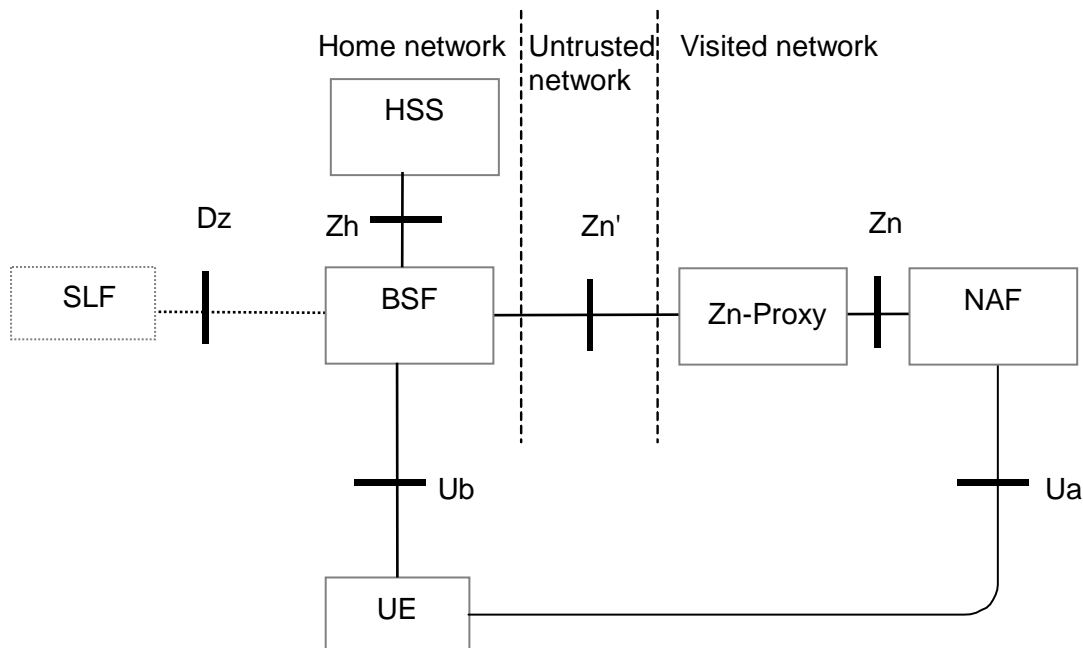 Home network
Untrusted network
Visited network
HSS
Dz
Zh
Zn'
Zn
SLF
BSF
Zn-Proxy
NAF
Ub
Ua
UE